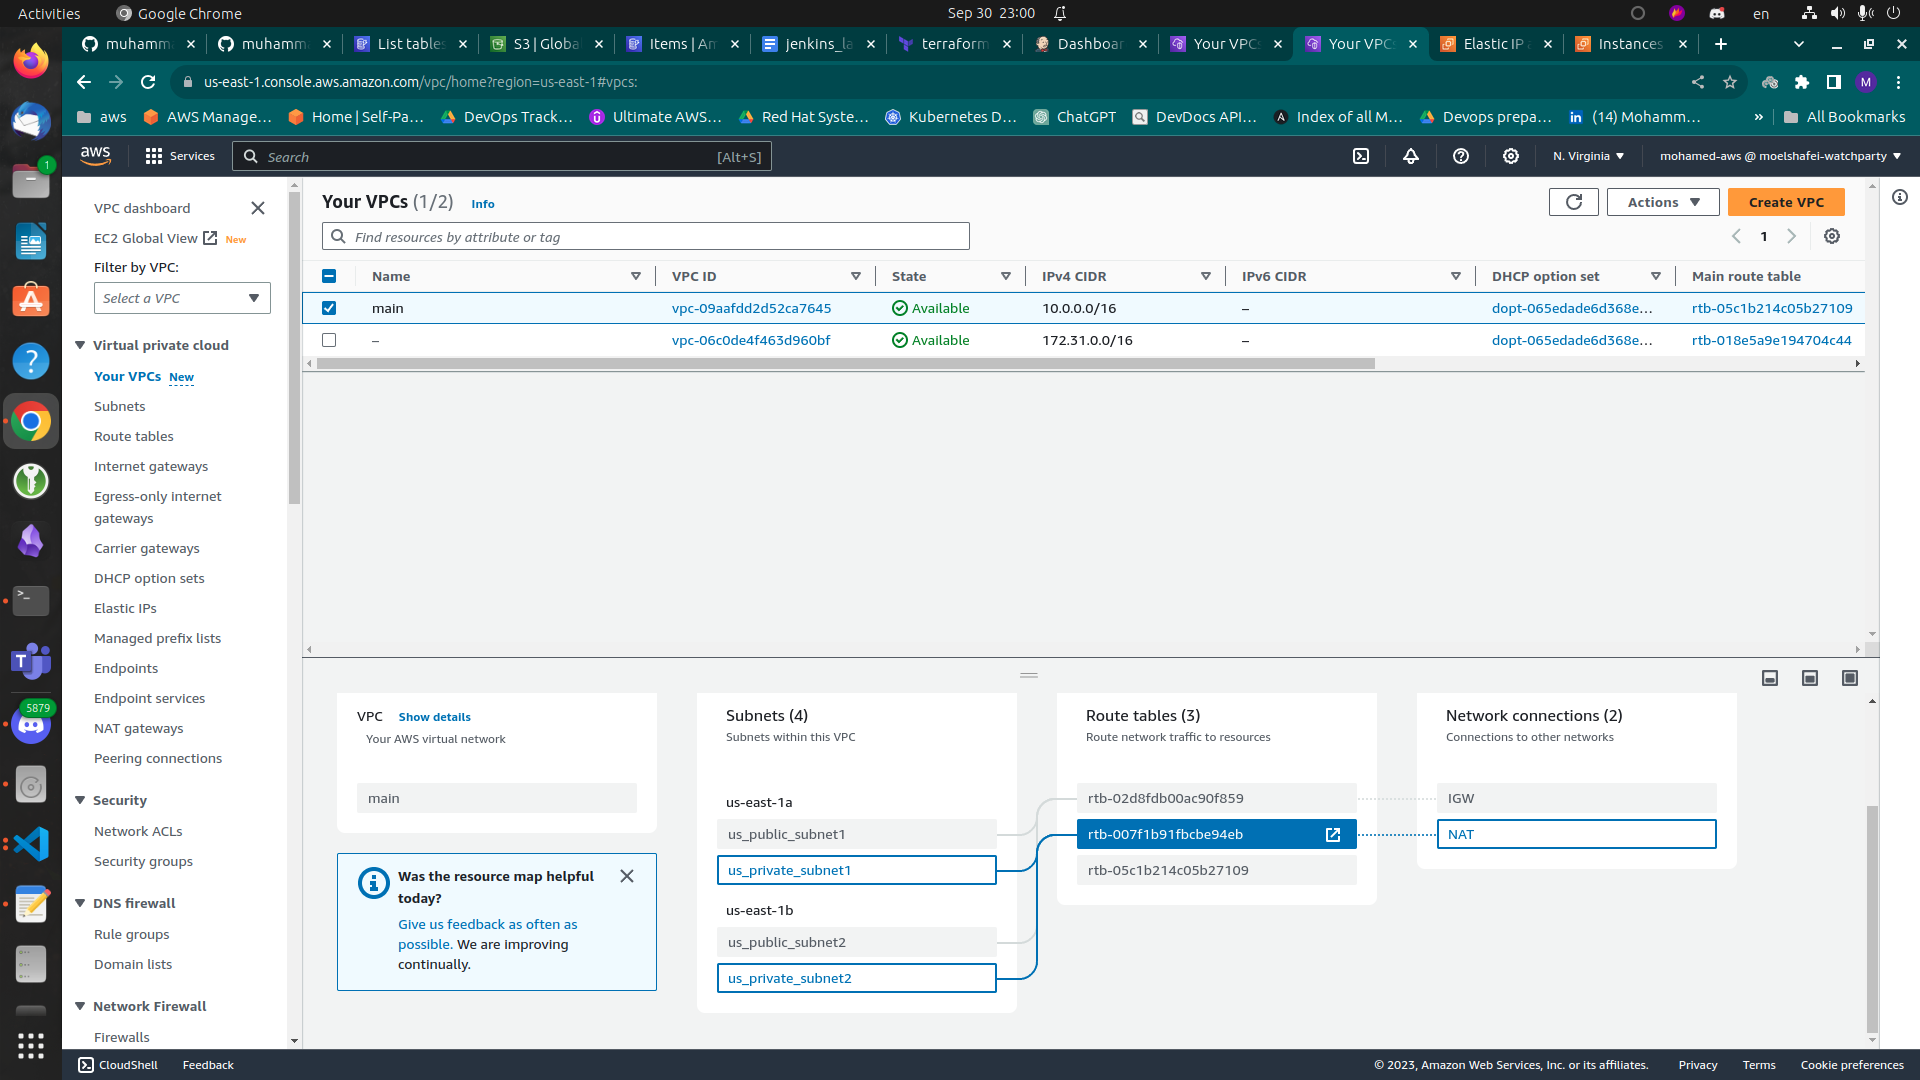 Activities
Google Chrome
Sep 30 23:00
en
muhamm
muhamm
List tables
S3 | Globa
Items | Am
jenkins_la
terraform
Dashboar
Your VPCs
Your VPCs
Elastic IP
Instances
us-east-1.console.aws.amazon.com/vpc/home?region=us-east-1#vpcs:
M
aws
AWS Manage…
Home | Self-Pa…
DevOps Track…
Ultimate AWS…
Red Hat Syste…
Kubernetes D…
ChatGPT
DevDocs API…
Index of all M…
Devops prepa…
(14) Mohamm…
»
All Bookmarks
aws
Services
Search
[Alt+S]
N. Virginia
mohamed-aws @ moelshafei-watchparty
1
5879
VPC dashboard
EC2 Global View New
Filter by VPC:
Select a VPC
Virtual private cloud
Your VPCs New
Subnets
Route tables
Internet gateways
Egress-only internet
gateways
Carrier gateways
DHCP option sets
Elastic IPs
Managed prefix lists
Endpoints
Endpoint services
NAT gateways
Peering connections
Security
Network ACLs
Security groups
DNS firewall
Rule groups
Domain lists
Network Firewall
Firewalls
Your VPCs (1/2) Info
Actions
Create VPC
Find resources by attribute or tag
1
Name VPC ID State IPv4 CIDR IPv6 CIDR DHCP option set Main route table
main vpc-09aafdd2d52ca7645 Available 10.0.0.0/16 – dopt-065edade6d368e… rtb-05c1b214c05b27109
– vpc-06c0de4f463d960bf Available 172.31.0.0/16 – dopt-065edade6d368e… rtb-018e5a9e194704c44
VPC Show details
Your AWS virtual network
main
Was the resource map helpful
today?
Give us feedback as often as
possible. We are improving
continually.
Subnets (4)
Subnets within this VPC
us-east-1a
us_public_subnet1
us_private_subnet1
us-east-1b
us_public_subnet2
us_private_subnet2
Route tables (3)
Route network traffic to resources
rtb-02d8fdb00ac90f859
rtb-007f1b91fbcbe94eb
rtb-05c1b214c05b27109
Network connections (2)
Connections to other networks
IGW
NAT
CloudShell
Feedback
© 2023, Amazon Web Services, Inc. or its affiliates.
Privacy
Terms
Cookie preferences